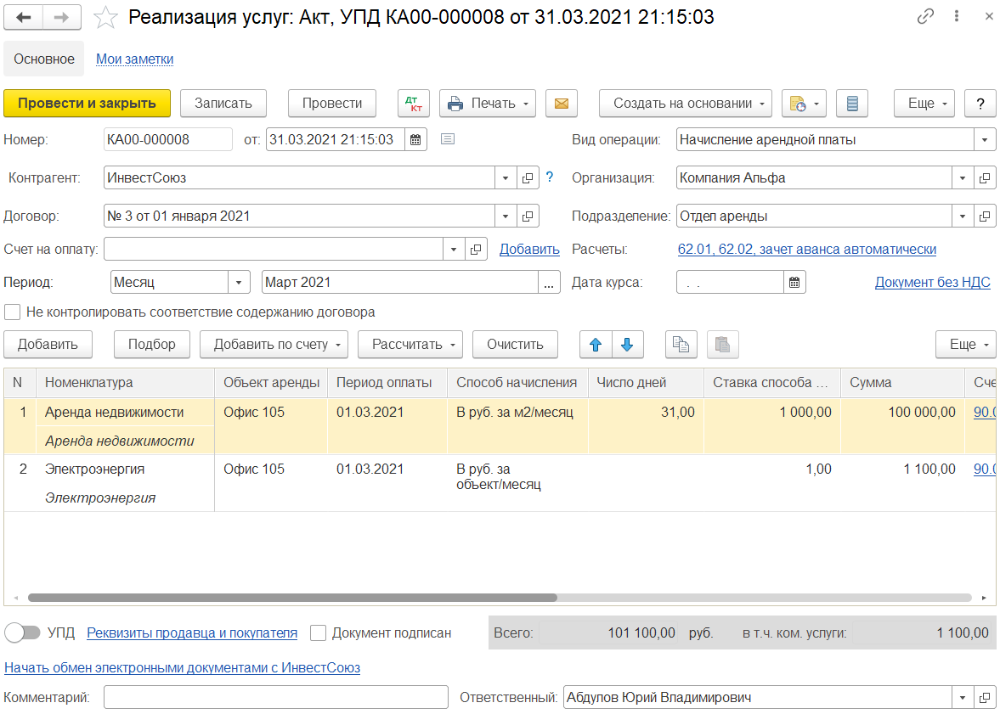 Реализация услуг: Акт, УПД КА00-000008 от 31.03.2021 21:15:03
Основное Мои заметки
Провести и закрыть Записать Провести Дт Кт Печать Создать на основании Еще ?
Номер: КА00-000008 от: 31.03.2021 21:15:03 Вид операции: Начисление арендной платы
Контрагент: ИнвестСоюз ? Организация: Компания Альфа
Договор: № 3 от 01 января 2021 Подразделение: Отдел аренды
Счет на оплату: Добавить Расчеты: 62.01, 62.02, зачет аванса автоматически
Период: Месяц Март 2021 ... Дата курса: . . Документ без НДС
Не контролировать соответствие содержанию договора
Добавить Подбор Добавить по счету Рассчитать Очистить Еще
N Номенклатура Объект аренды Период оплаты Способ начисления Число дней Ставка способа ... Сумма Сче
1 Аренда недвижимости Офис 105 01.03.2021 В руб. за м2/месяц 31,00 1 000,00 100 000,00 90.0
Аренда недвижимости
2 Электроэнергия Офис 105 01.03.2021 В руб. за 1,00 1 100,00 90.0
объект/месяц
Электроэнергия
УПД Реквизиты продавца и покупателя Документ подписан Всего: 101 100,00 руб. в т.ч. ком. услуги: 1 100,00
Начать обмен электронными документами с ИнвестСоюз
Комментарий: Ответственный: Абдулов Юрий Владимирович